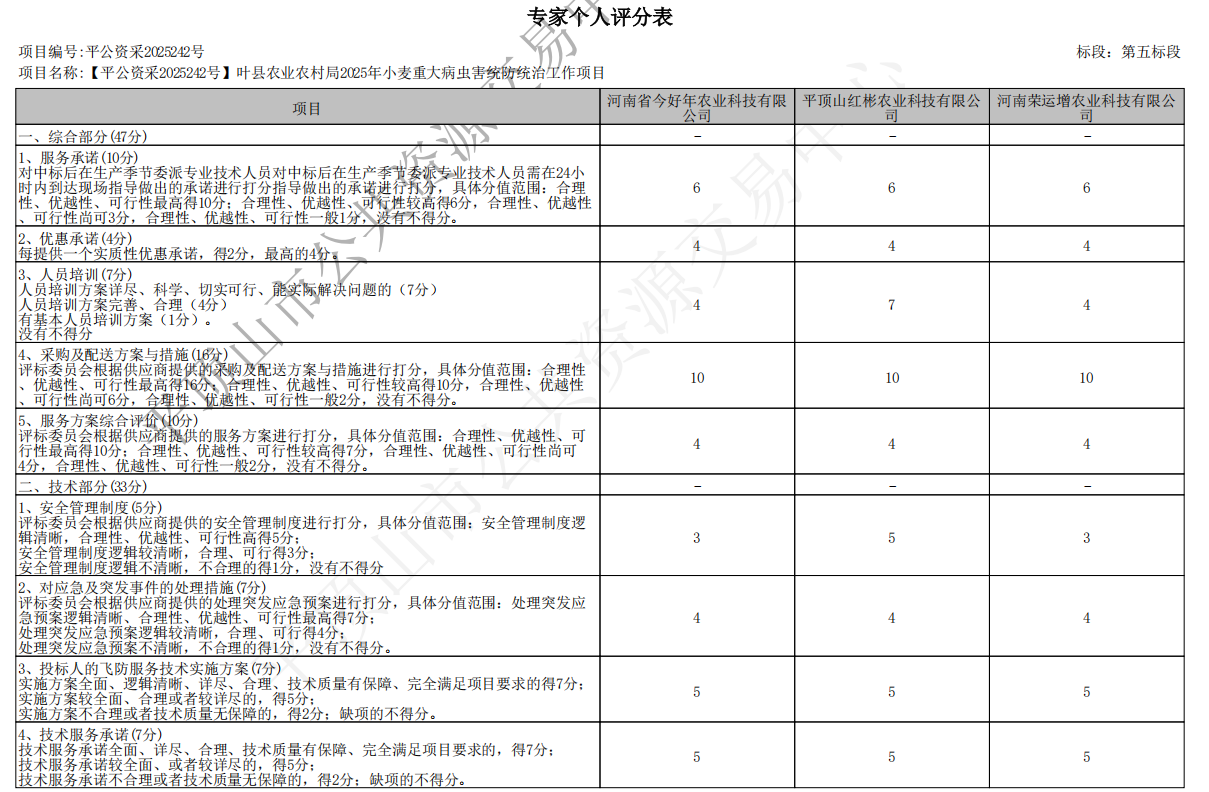 专家个人评分表
项目编号:平公资采2025242号
标段：第五标段
项目名称:【平公资采2025242号】叶县农业农村局2025年小麦重大病虫害统防统治工作项目
项目
河南省今好年农业科技有限
公司
平顶山红彬农业科技有限公
司
河南荣运增农业科技有限公
司
一、综合部分(47分)
－ － －
1、服务承诺(10分)
对中标后在生产季节委派专业技术人员对中标后在生产季节委派专业技术人员需在24小
时内到达现场指导做出的承诺进行打分指导做出的承诺进行打分，具体分值范围：合理
性、优越性、可行性最高得10分；合理性、优越性、可行性较高得6分，合理性、优越性
、可行性尚可3分，合理性、优越性、可行性一般1分，没有不得分。
6 6 6
2、优惠承诺(4分)
每提供一个实质性优惠承诺，得2分，最高的4分。
4 4 4
3、人员培训(7分)
人员培训方案详尽、科学、切实可行、能实际解决问题的（7分）
人员培训方案完善、合理（4分）
有基本人员培训方案（1分）。
没有不得分
4 7 4
4、采购及配送方案与措施(16分)
评标委员会根据供应商提供的采购及配送方案与措施进行打分，具体分值范围：合理性
、优越性、可行性最高得16分；合理性、优越性、可行性较高得10分，合理性、优越性
、可行性尚可6分，合理性、优越性、可行性一般2分，没有不得分。
10 10 10
5、服务方案综合评价(10分)
评标委员会根据供应商提供的服务方案进行打分，具体分值范围：合理性、优越性、可
行性最高得10分；合理性、优越性、可行性较高得7分，合理性、优越性、可行性尚可
4分，合理性、优越性、可行性一般2分，没有不得分。
4 4 4
二、技术部分(33分)
－ － －
1、安全管理制度(5分)
评标委员会根据供应商提供的安全管理制度进行打分，具体分值范围：安全管理制度逻
辑清晰，合理性、优越性、可行性高得5分；
安全管理制度逻辑较清晰，合理、可行得3分；
安全管理制度逻辑不清晰，不合理的得1分，没有不得分
3 5 3
2、对应急及突发事件的处理措施(7分)
评标委员会根据供应商提供的处理突发应急预案进行打分，具体分值范围：处理突发应
急预案逻辑清晰、合理性、优越性、可行性最高得7分；
处理突发应急预案逻辑较清晰，合理、可行得4分；
处理突发应急预案不清晰，不合理的得1分，没有不得分。
4 4 4
3、投标人的飞防服务技术实施方案(7分)
实施方案全面、逻辑清晰、详尽、合理、技术质量有保障、完全满足项目要求的得7分；
实施方案较全面、合理或者较详尽的，得5分；
实施方案不合理或者技术质量无保障的，得2分；缺项的不得分。
5 5 5
4、技术服务承诺(7分)
技术服务承诺全面、详尽、合理、技术质量有保障、完全满足项目要求的，得7分；
技术服务承诺较全面、或者较详尽的，得5分；
技术服务承诺不合理或者技术质量无保障的，得2分；缺项的不得分。
5 5 5
平顶山市公共资源交易中
平顶山市公共资源交易中心